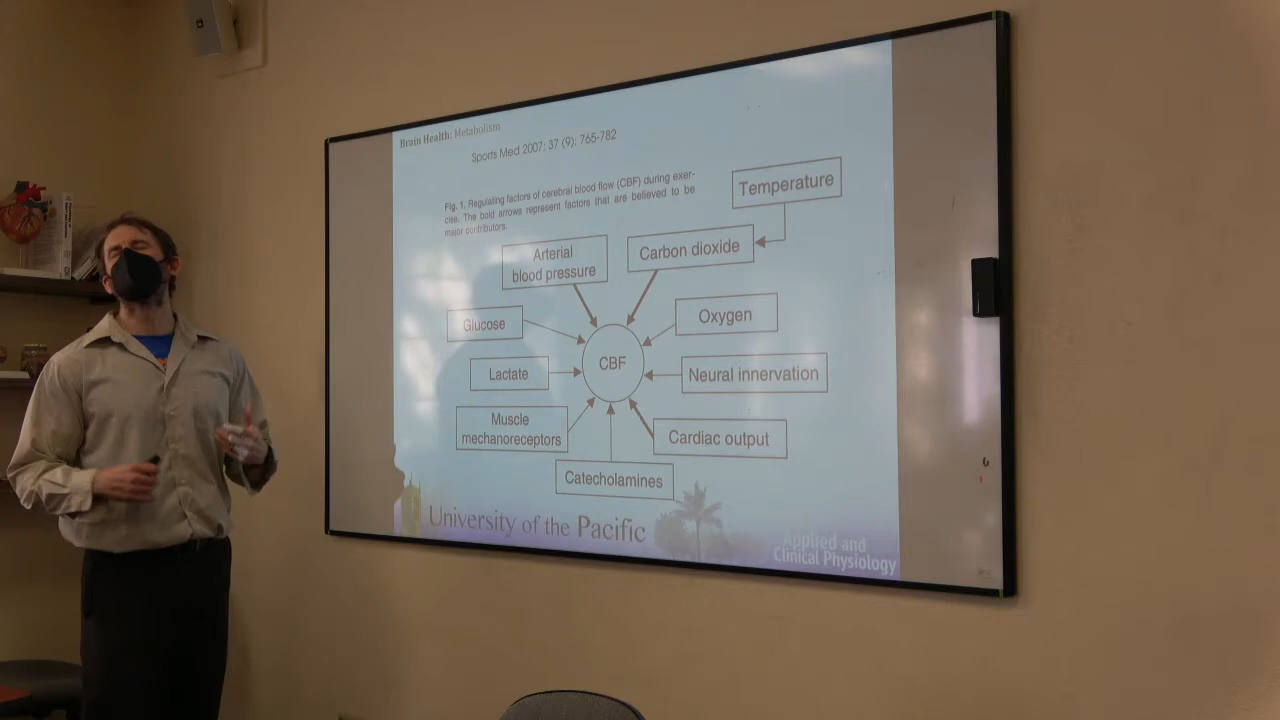 Brain Health: Metabolism
Sports Med 2007; 37 (9): 765-782
Fig. 1. Regulating factors of cerebral blood flow (CBF) during exer-
cise. The bold arrows represent factors that are believed to be
major contributors.
Temperature
Arterial
blood pressure
Carbon dioxide
Glucose
Oxygen
CBF
Lactate
Neural innervation
Muscle
mechanoreceptors
Cardiac output
Catecholamines
University of the Pacific
Applied and
Clinical Physiology